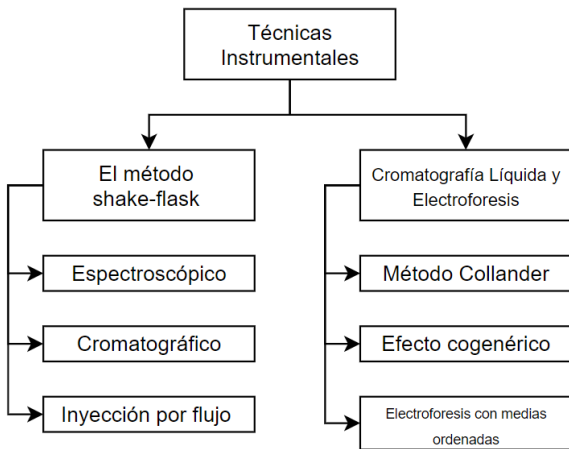 Técnicas
Instrumentales
El método
shake-flask
Espectroscópico
Cromatográfico
Inyección por flujo
Cromatografía Líquida y
Electroforesis
Método Collander
Efecto cogenérico
Electroforesis con medias
ordenadas